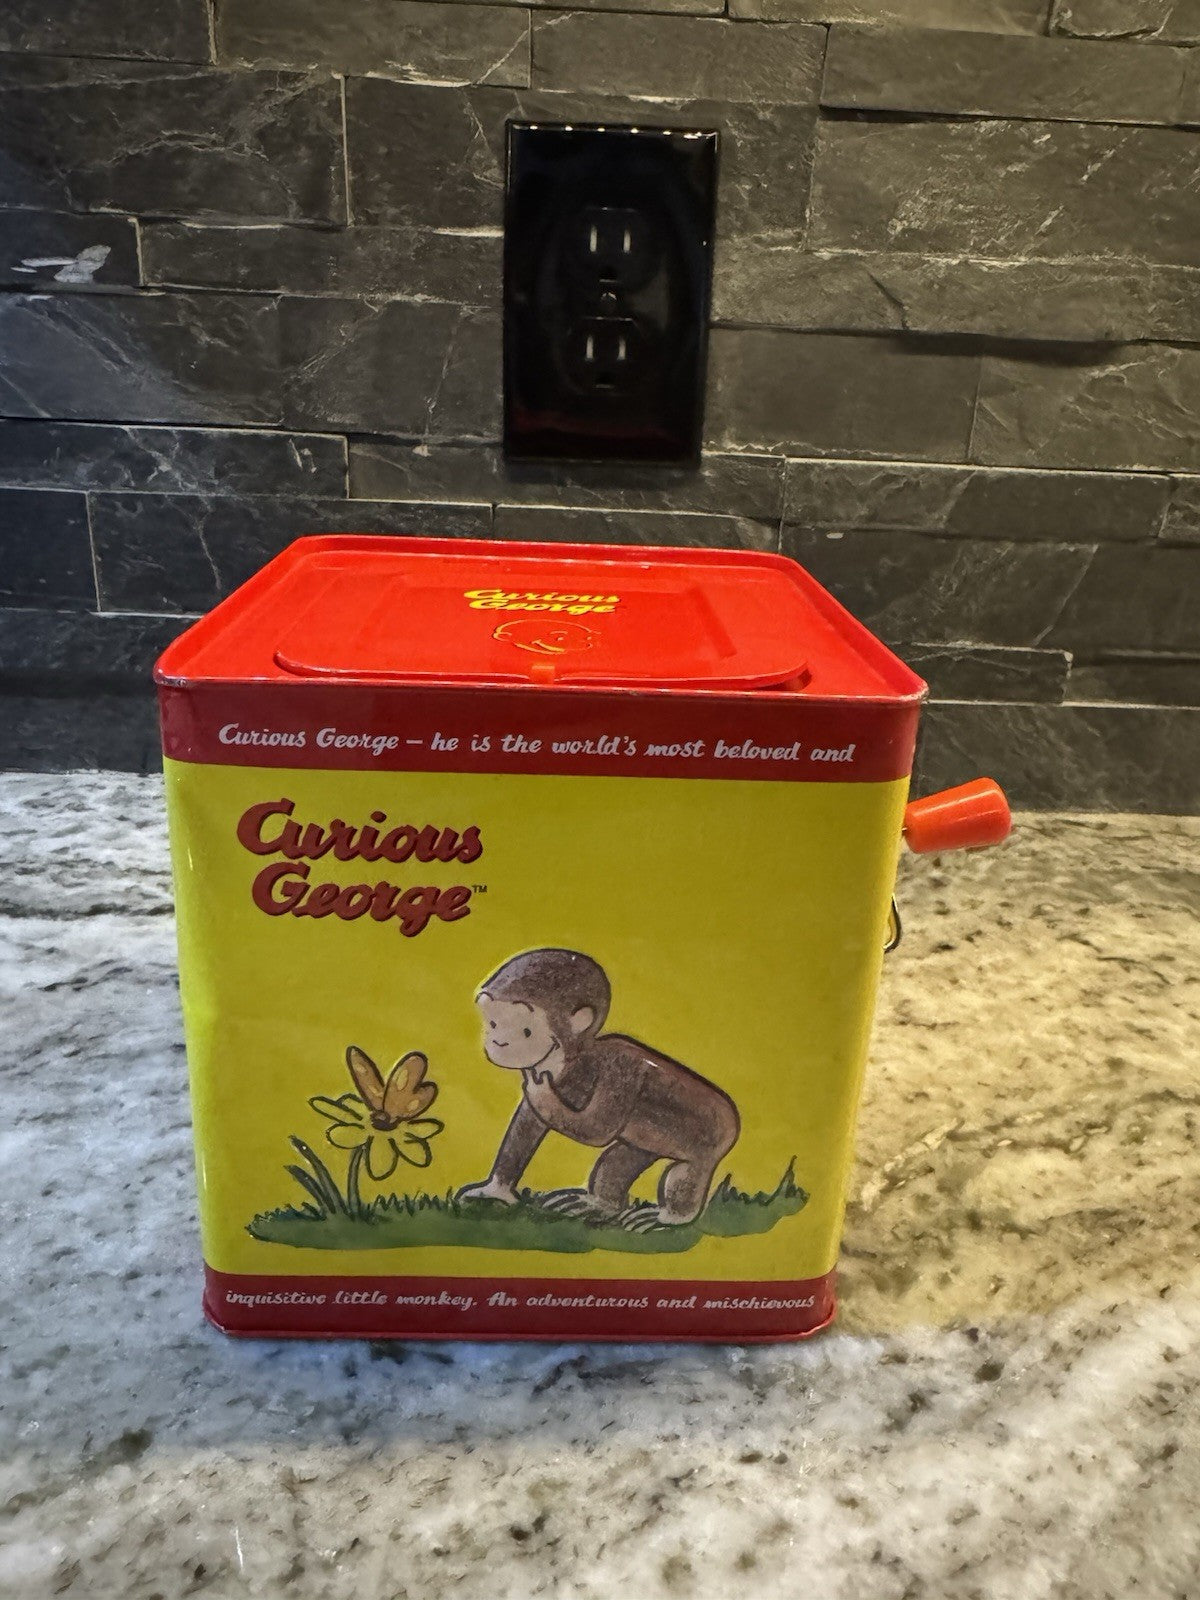 Curious
George
Curious George – he is the world's most beloved and
Curious
George™
inquisitive little monkey. An adventurous and mischievous